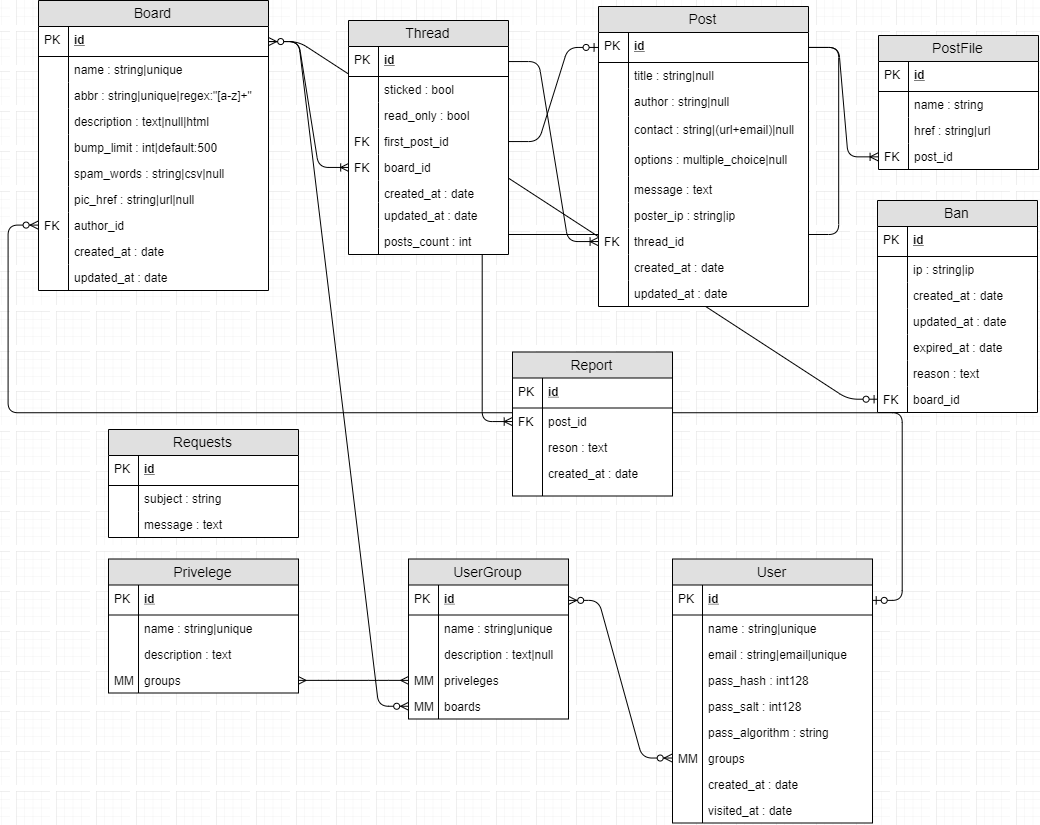 Board
PK id
name : string|unique
abbr : string|unique|regex:"[a-z]+"
description : text|null|html
bump_limit : int|default:500
spam_words : string|csv|null
pic_href : string|url|null
FK author_id
created_at : date
updated_at : date
Thread
PK id
sticked : bool
read_only : bool
FK first_post_id
FK board_id
created_at : date
updated_at : date
posts_count : int
Post
PK id
title : string|null
author : string|null
contact : string|(url+email)|null
options : multiple_choice|null
message : text
poster_ip : string|ip
FK thread_id
created_at : date
updated_at : date
PostFile
PK id
name : string
href : string|url
FK post_id
Ban
PK id
ip : string|ip
created_at : date
updated_at : date
expired_at : date
reason : text
FK board_id
Report
PK id
FK post_id
reson : text
created_at : date
Requests
PK id
subject : string
message : text
Privelege
PK id
name : string|unique
description : text
MM groups
UserGroup
PK id
name : string|unique
description : text|null
MM priveleges
MM boards
User
PK id
name : string|unique
email : string|email|unique
pass_hash : int128
pass_salt : int128
pass_algorithm : string
MM groups
created_at : date
visited_at : date